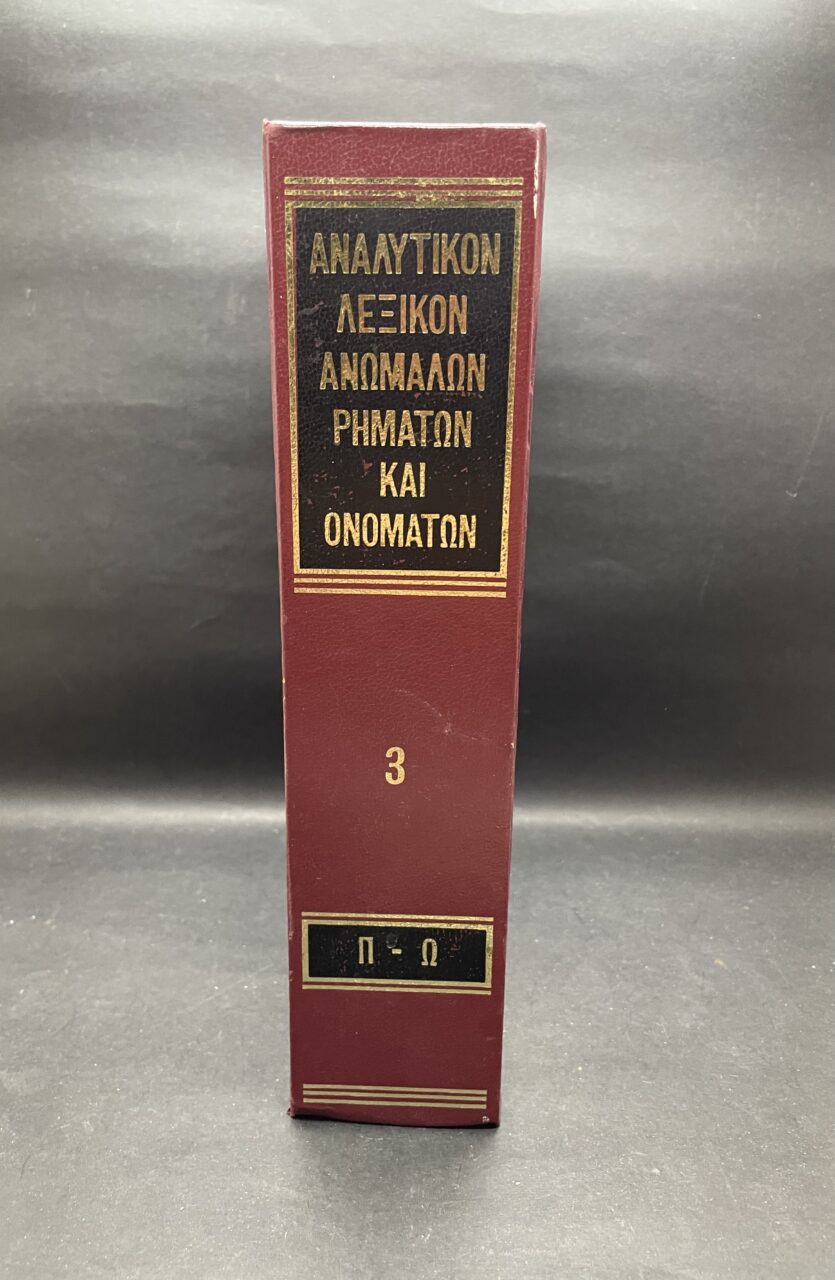 ΑΝΑΛΥΤΙΚΟΝ
ΛΕΞΙΚΟΝ
ΑΝΩΜΑΛΩΝ
ΡΗΜΑΤΩΝ
ΚΑΙ
ΟΝΟΜΑΤΩΝ
3
Π - Ω